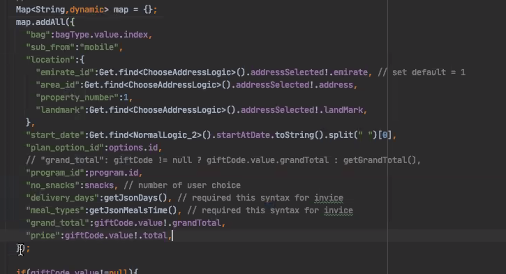 Map<String,dynamic> map = {};
map.addAll({
"bag":bagType.value.index,
"sub_from":"mobile",
"location":{
"emirate_id":Get.find<ChooseAddressLogic>().addressSelected!.emirate, // set default = 1
"area_id":Get.find<ChooseAddressLogic>().addressSelected!.address,
"property_number":1,
"landmark":Get.find<ChooseAddressLogic>().addressSelected!.landMark,
},
"start_date":Get.find<NormalLogic_2>().startAtDate.toString().split(" ")[0],
"plan_option_id":options.id,
// "grand_total": giftCode != null ? giftCode.value.grandTotal : getGrandTotal(),
"program_id":program.id,
"no_snacks":snacks, // number of user choice
"delivery_days":getJsonDays(), // required this syntax for invice
"meal_types":getJsonMealsTime(), // required this syntax for invice
"grand_total":giftCode.value!.grandTotal,
"price":giftCode.value!.total,
});
if(giftCode.value!=null){